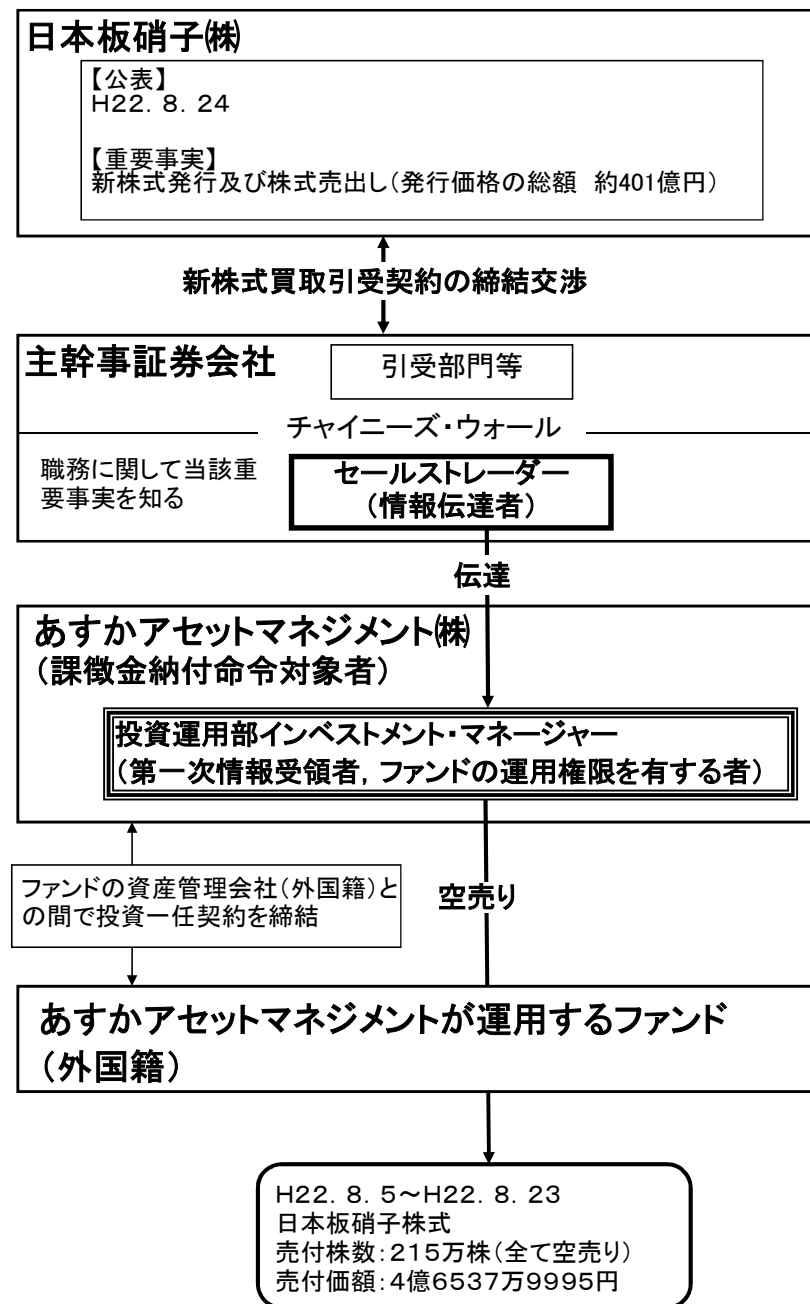 日本板硝子㈱
【公表】
H22．8．24
【重要事実】
新株式発行及び株式売出し（発行価格の総額　約401億円）
新株式買取引受契約の締結交渉
主幹事証券会社
引受部門等
チャイニーズ・ウォール
職務に関して当該重
要事実を知る
セールストレーダー
（情報伝達者）
伝達
あすかアセットマネジメント㈱
（課徴金納付命令対象者）
投資運用部インベストメント・マネージャー
（第一次情報受領者，ファンドの運用権限を有する者）
ファンドの資産管理会社（外国籍）と
の間で投資一任契約を締結
空売り
あすかアセットマネジメントが運用するファンド
（外国籍）
H22．8．5～H22．8．23
日本板硝子株式
売付株数：215万株（全て空売り）
売付価額：4億6537万9995円